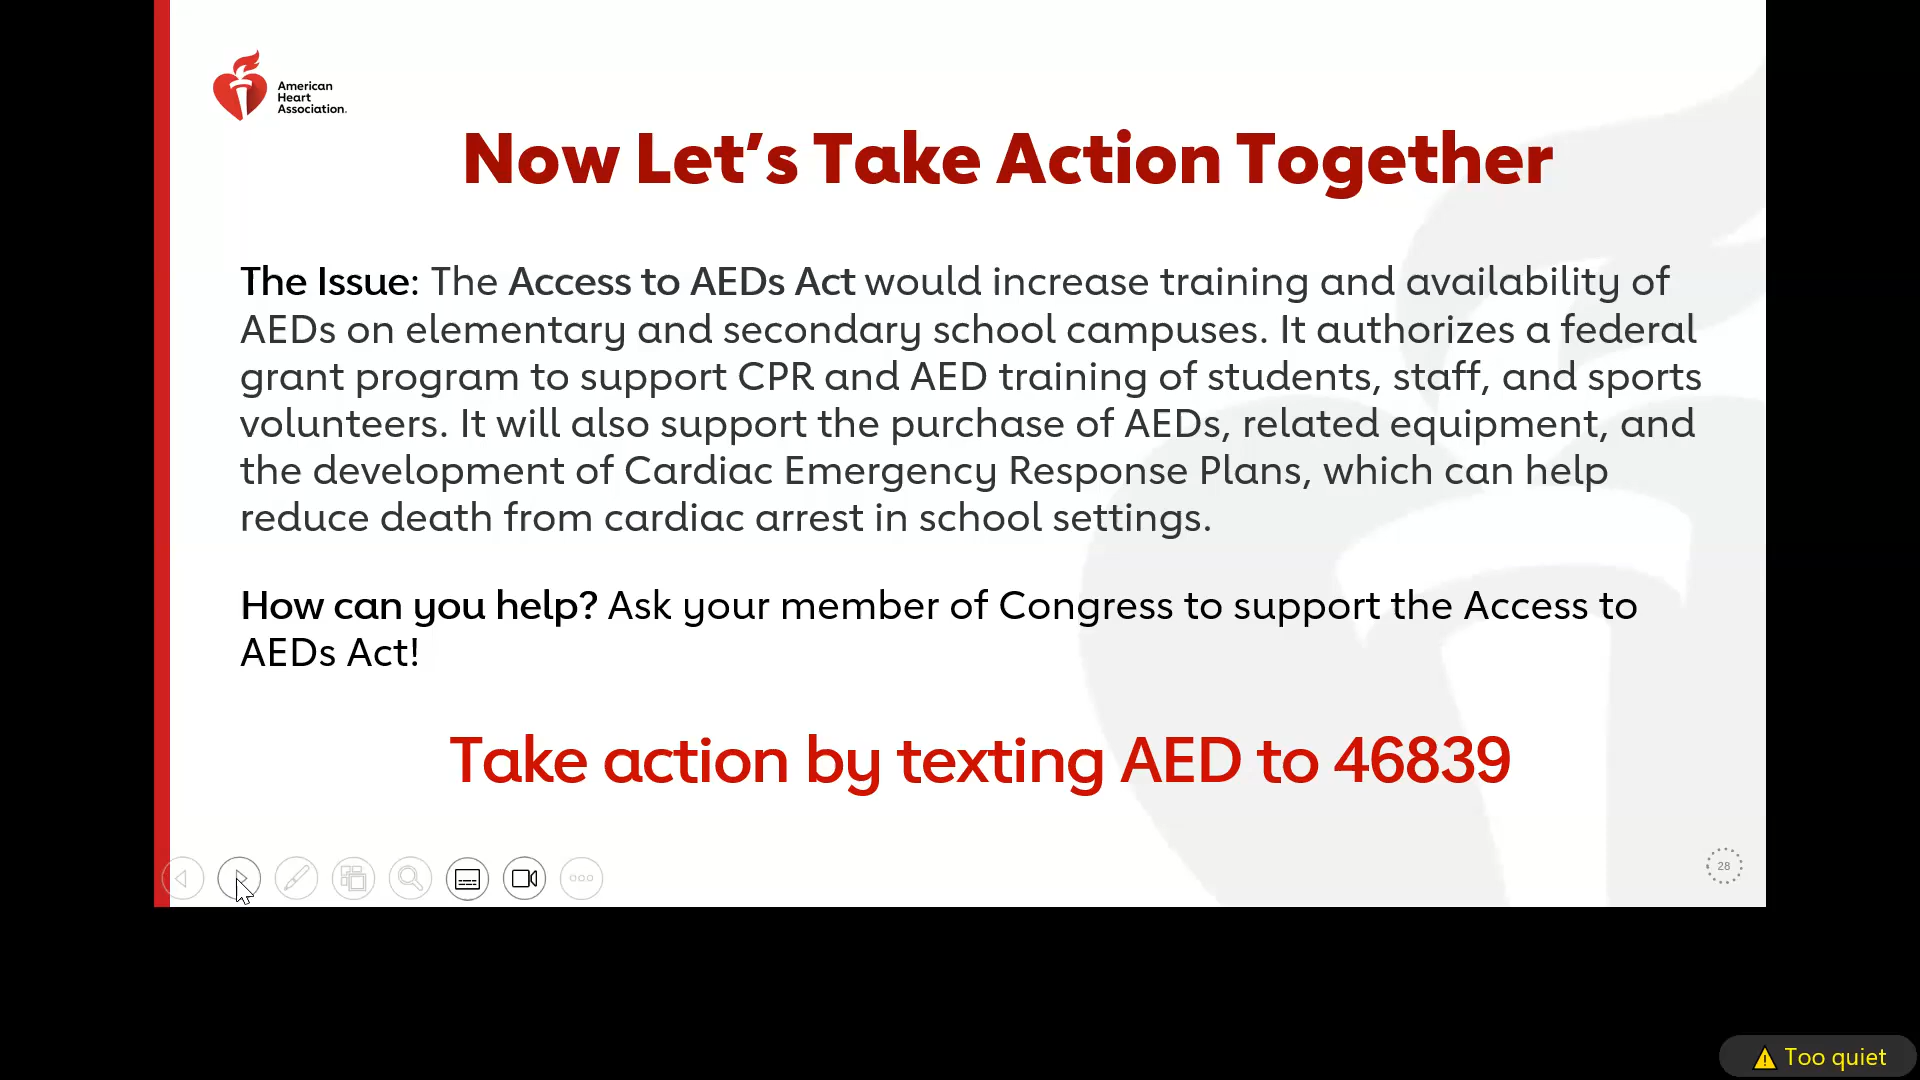 American
Heart
Association.
Now Let’s Take Action Together
The Issue: The Access to AEDs Act would increase training and availability of
AEDs on elementary and secondary school campuses. It authorizes a federal
grant program to support CPR and AED training of students, staff, and sports
volunteers. It will also support the purchase of AEDs, related equipment, and
the development of Cardiac Emergency Response Plans, which can help
reduce death from cardiac arrest in school settings.
How can you help? Ask your member of Congress to support the Access to
AEDs Act!
Take action by texting AED to 46839
28
Too quiet